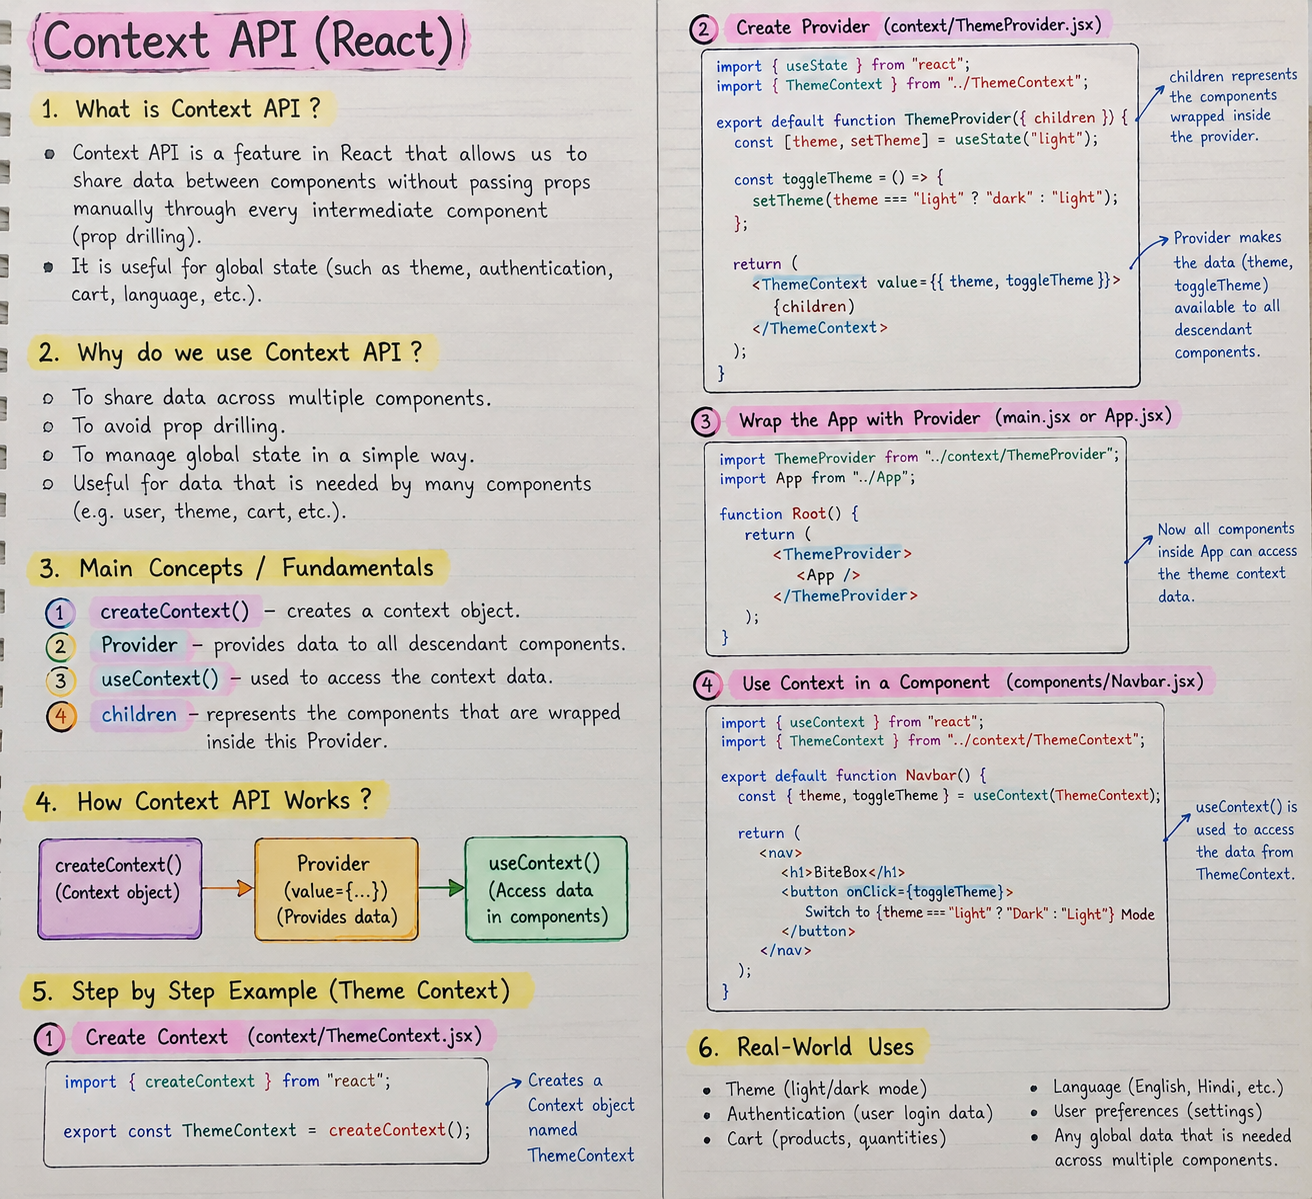 Context API (React)
1. What is Context API ?
Context API is a feature in React that allows us to
share data between components without passing props
manually through every intermediate component
(prop drilling).
It is useful for global state (such as theme, authentication,
cart, language, etc.).
2. Why do we use Context API ?
To share data across multiple components.
To avoid prop drilling.
To manage global state in a simple way.
Useful for data that is needed by many components
(e.g. user, theme, cart, etc.).
3. Main Concepts / Fundamentals
1 createContext() – creates a context object.
2 Provider – provides data to all descendant components.
3 useContext() – used to access the context data.
4 children – represents the components that are wrapped
inside this Provider.
4. How Context API Works ?
createContext()
(Context object)
Provider
(value={...})
(Provides data)
useContext()
(Access data
in components)
5. Step by Step Example (Theme Context)
1 Create Context (context/ThemeContext.jsx)
import { createContext } from "react";
export const ThemeContext = createContext();
Creates a
Context object
named
ThemeContext
2 Create Provider (context/ThemeProvider.jsx)
import { useState } from "react";
import { ThemeContext } from "../ThemeContext";
export default function ThemeProvider({ children }) {
const [theme, setTheme] = useState("light");
const toggleTheme = () => {
setTheme(theme === "light" ? "dark" : "light");
};
return (
<ThemeContext value={{ theme, toggleTheme }}>
{children)
</ThemeContext>
);
}
children represents
the components
wrapped inside
the provider.
Provider makes
the data (theme,
toggleTheme)
available to all
descendant
components.
3 Wrap the App with Provider (main.jsx or App.jsx)
import ThemeProvider from "../context/ThemeProvider";
import App from "../App";
function Root() {
return (
<ThemeProvider>
<App />
</ThemeProvider>
);
}
Now all components
inside App can access
the theme context
data.
4 Use Context in a Component (components/Navbar.jsx)
import { useContext } from "react";
import { ThemeContext } from "../context/ThemeContext";
export default function Navbar() {
const { theme, toggleTheme } = useContext(ThemeContext);
return (
<nav>
<h1>BiteBox</h1>
<button onClick={toggleTheme}>
Switch to {theme === "light" ? "Dark" : "Light"} Mode
</button>
</nav>
);
}
useContext() is
used to access
the data from
ThemeContext.
6. Real-World Uses
Theme (light/dark mode)
Authentication (user login data)
Cart (products, quantities)
Language (English, Hindi, etc.)
User preferences (settings)
Any global data that is needed
across multiple components.